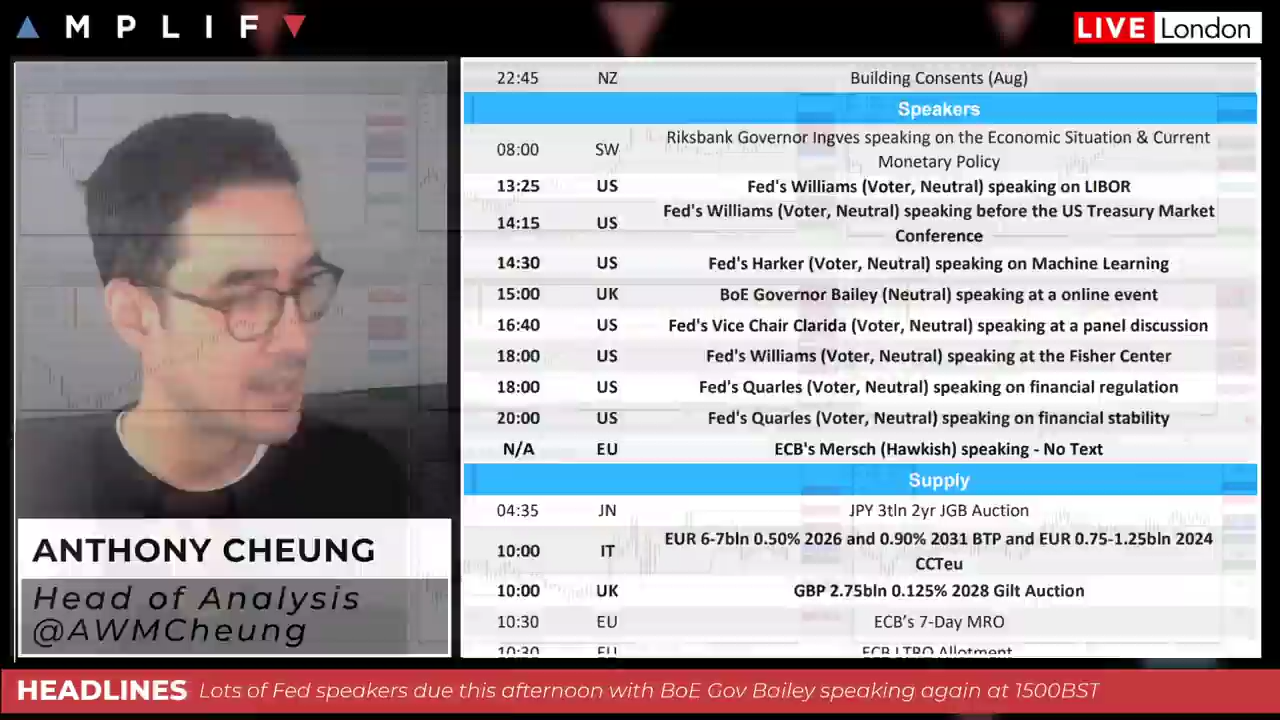 ▲ M P L I F ▼
LIVE London
22:45 NZ Building Consents (Aug)
Speakers
08:00 SW Riksbank Governor Ingves speaking on the Economic Situation & Current
Monetary Policy
13:25 US Fed's Williams (Voter, Neutral) speaking on LIBOR
14:15 US Fed's Williams (Voter, Neutral) speaking before the US Treasury Market
Conference
14:30 US Fed's Harker (Voter, Neutral) speaking on Machine Learning
15:00 UK BoE Governor Bailey (Neutral) speaking at a online event
16:40 US Fed's Vice Chair Clarida (Voter, Neutral) speaking at a panel discussion
18:00 US Fed's Williams (Voter, Neutral) speaking at the Fisher Center
18:00 US Fed's Quarles (Voter, Neutral) speaking on financial regulation
20:00 US Fed's Quarles (Voter, Neutral) speaking on financial stability
N/A EU ECB's Mersch (Hawkish) speaking - No Text
Supply
04:35 JN JPY 3tln 2yr JGB Auction
10:00 IT EUR 6-7bln 0.50% 2026 and 0.90% 2031 BTP and EUR 0.75-1.25bln 2024
CCTeu
10:00 UK GBP 2.75bln 0.125% 2028 Gilt Auction
10:30 EU ECB's 7-Day MRO
10:30 EU ECB LTRO Allotment
ANTHONY CHEUNG
Head of Analysis
@AWMCheung
HEADLINES Lots of Fed speakers due this afternoon with BoE Gov Bailey speaking again at 1500BST